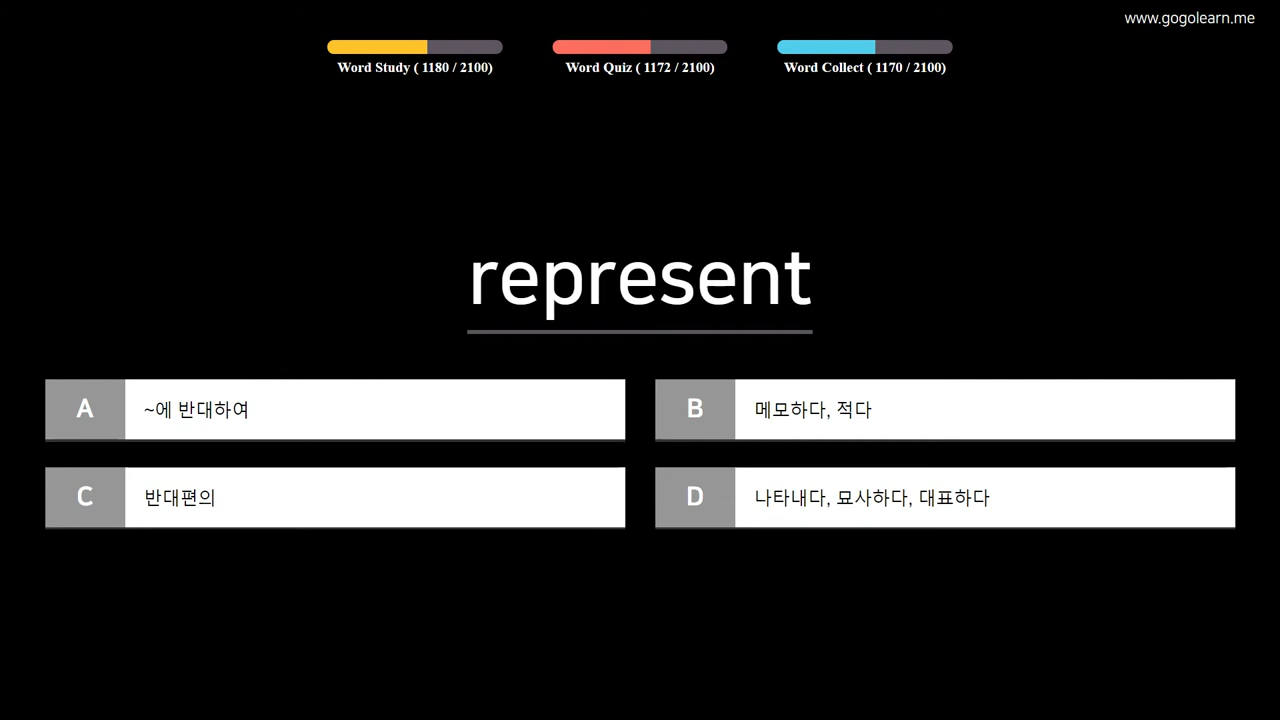 www.gogolearn.me
Word Study ( 1180 / 2100)
Word Quiz ( 1172 / 2100)
Word Collect ( 1170 / 2100)
represent
A ~에 반대하여
B 메모하다, 적다
C 반대편의
D 나타내다, 묘사하다, 대표하다